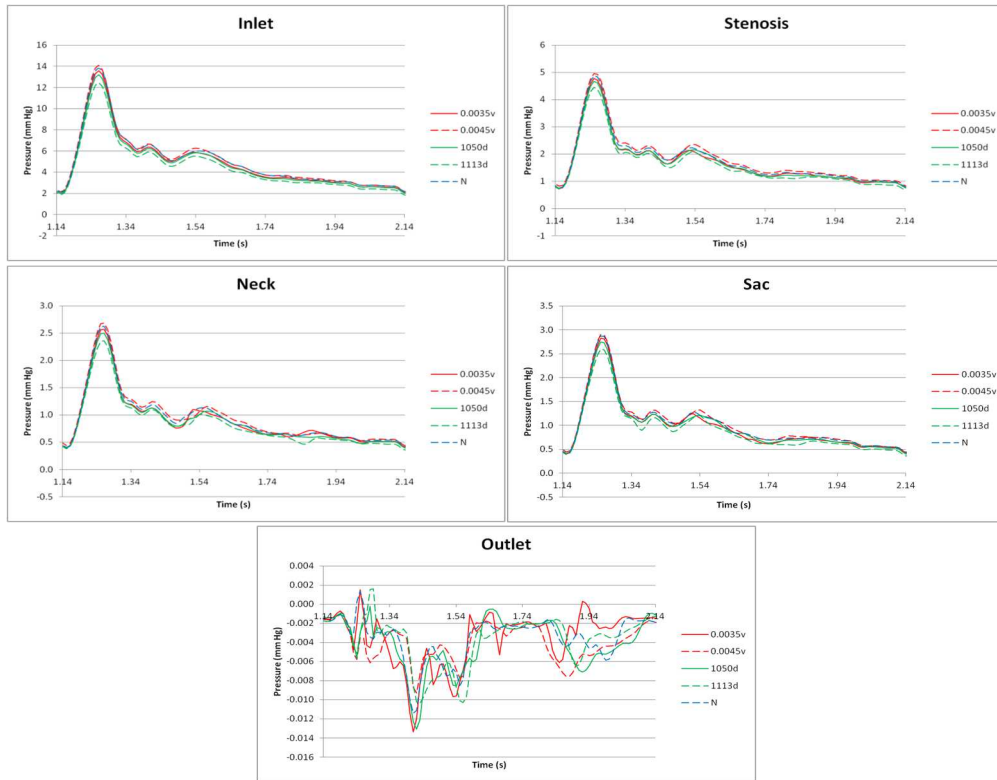 Inlet
Pressure (mm Hg)
16
14
12
10
8
6
4
2
0
-2
1.14 1.34 1.54 1.74 1.94 2.14
Time (s)
0.0035v
0.0045v
1050d
1113d
N
Stenosis
Pressure (mm Hg)
6
5
4
3
2
1
0
-1
1.14 1.34 1.54 1.74 1.94 2.14
Time (s)
0.0035v
0.0045v
1050d
1113d
N
Neck
Pressure (mm Hg)
3.0
2.5
2.0
1.5
1.0
0.5
0.0
-0.5
1.14 1.34 1.54 1.74 1.94 2.14
Time (s)
0.0035v
0.0045v
1050d
1113d
N
Sac
Pressure (mm Hg)
3.5
3.0
2.5
2.0
1.5
1.0
0.5
0.0
-0.5
1.14 1.34 1.54 1.74 1.94 2.14
Time (s)
0.0035v
0.0045v
1050d
1113d
N
Outlet
Pressure (mm Hg)
0.004
0.002
0.000
-0.002
-0.004
-0.006
-0.008
-0.010
-0.012
-0.014
-0.016
1.14 1.34 1.54 1.74 1.94 2.14
Time (s)
0.0035v
0.0045v
1050d
1113d
N